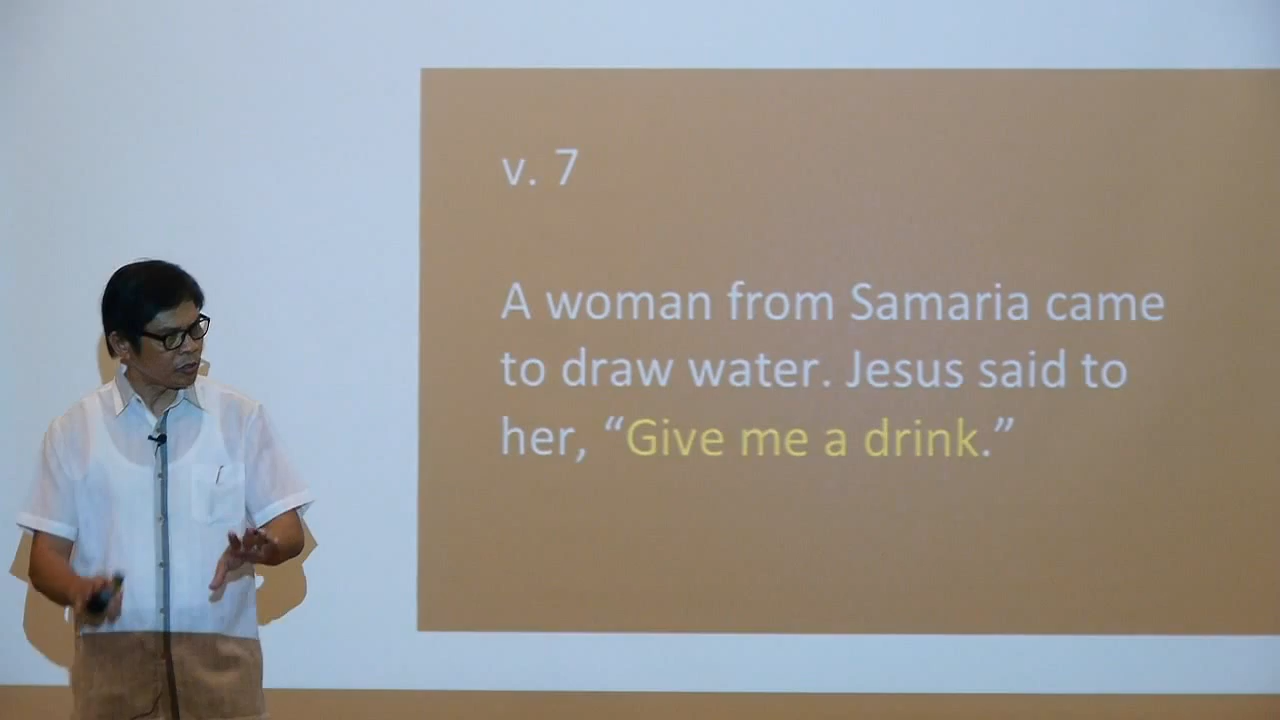 v. 7
A woman from Samaria came
to draw water. Jesus said to
her, “Give me a drink.”